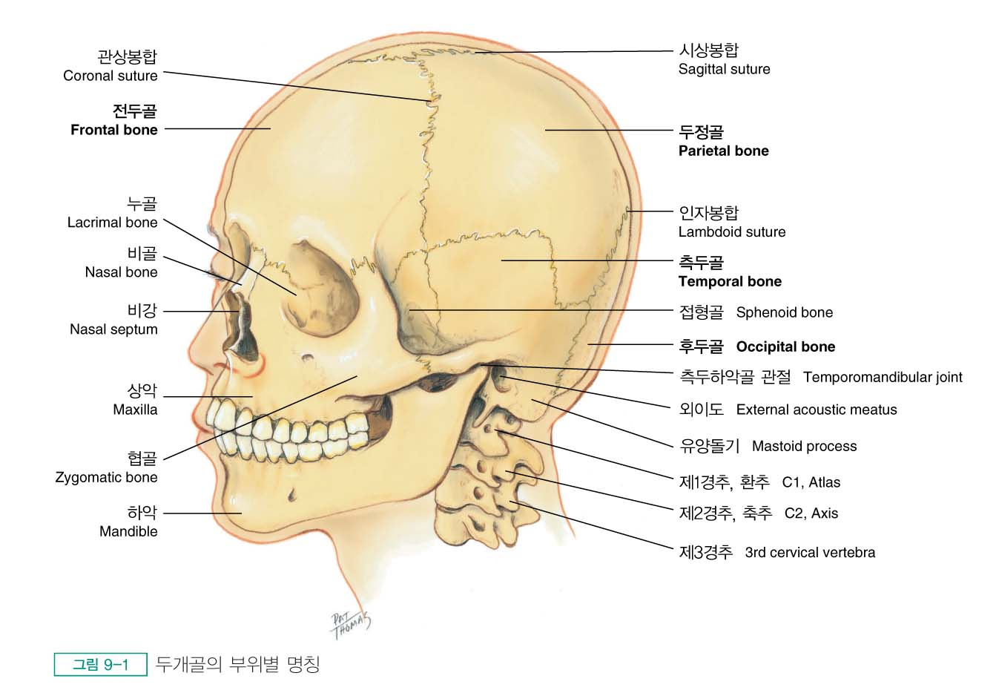 관상봉합
Coronal suture
전두골
Frontal bone
누골
Lacrimal bone
비골
Nasal bone
비강
Nasal septum
상악
Maxilla
협골
Zygomatic bone
하악
Mandible
시상봉합
Sagittal suture
두정골
Parietal bone
인자봉합
Lambdoid suture
측두골
Temporal bone
접형골 Sphenoid bone
후두골 Occipital bone
측두하악골 관절 Temporomandibular joint
외이도 External acoustic meatus
유양돌기 Mastoid process
제1경추, 환추 C1, Atlas
제2경추, 축추 C2, Axis
제3경추 3rd cervical vertebra
PAT
THOMAS
그림 9-1 두개골의 부위별 명칭